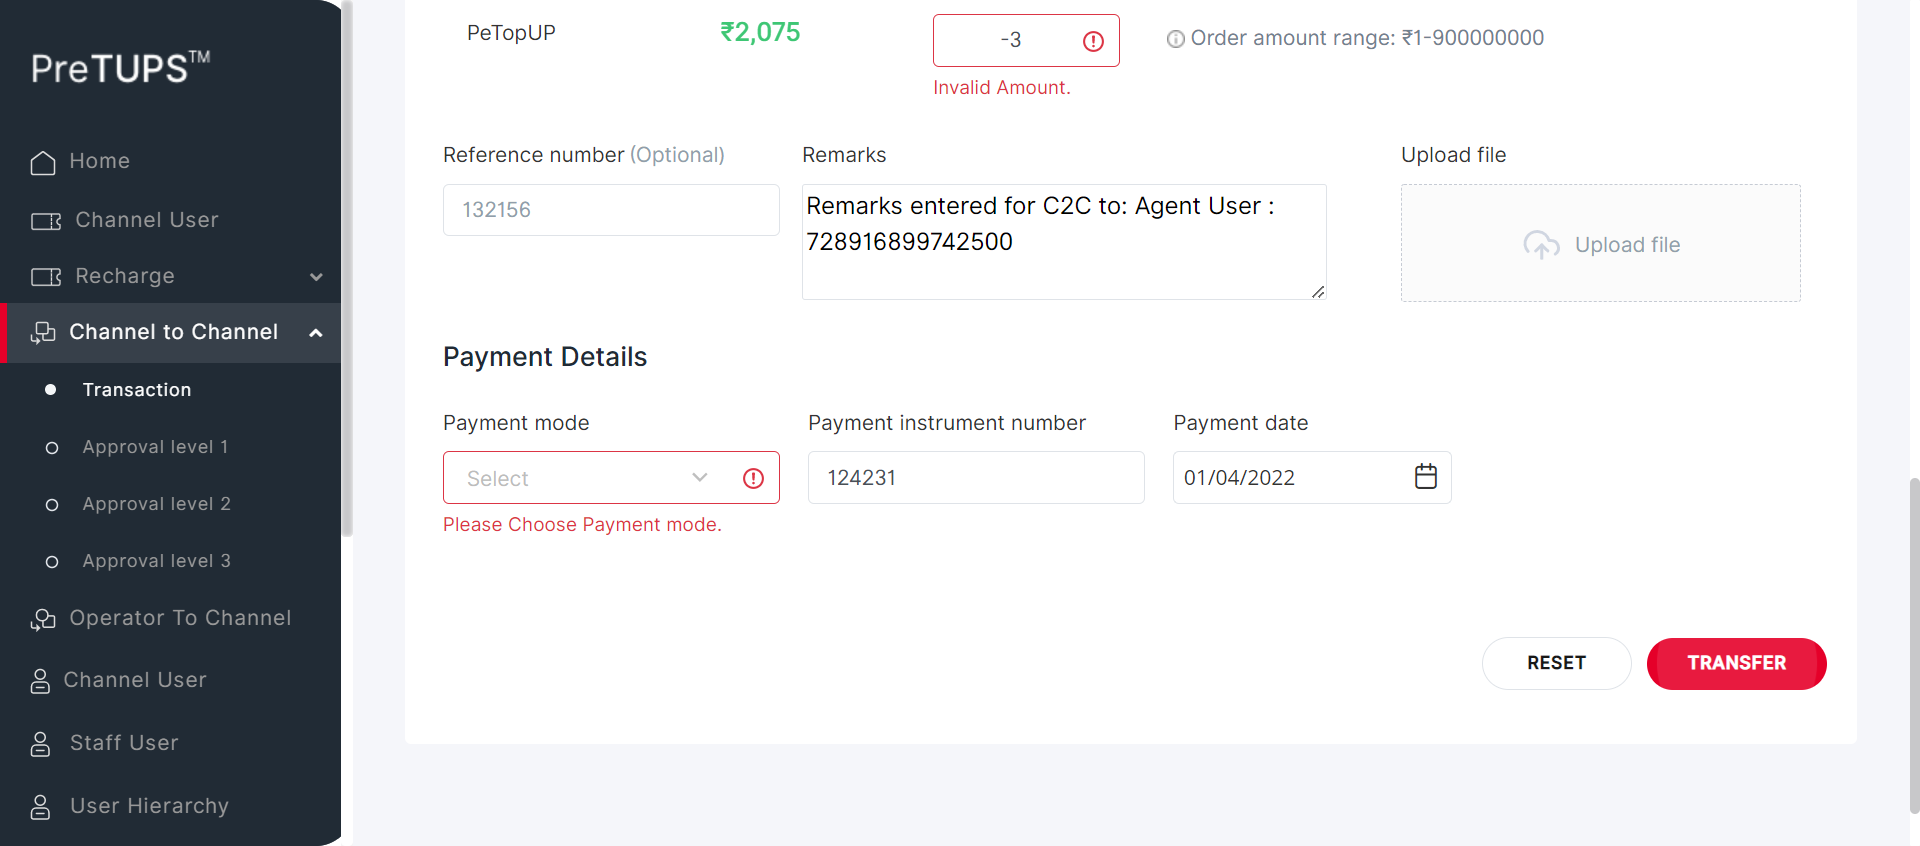 PreTUPS™
Home
Channel User
Recharge
Channel to Channel
Transaction
Approval level 1
Approval level 2
Approval level 3
Operator To Channel
Channel User
Staff User
User Hierarchy
PeTopUP ₹2,075 -3 Order amount range: ₹1-900000000
Invalid Amount.
Reference number (Optional) Remarks Upload file
132156
Remarks entered for C2C to: Agent User :
728916899742500
Upload file
Payment Details
Payment mode Payment instrument number Payment date
Select 124231 01/04/2022
Please Choose Payment mode.
RESET TRANSFER